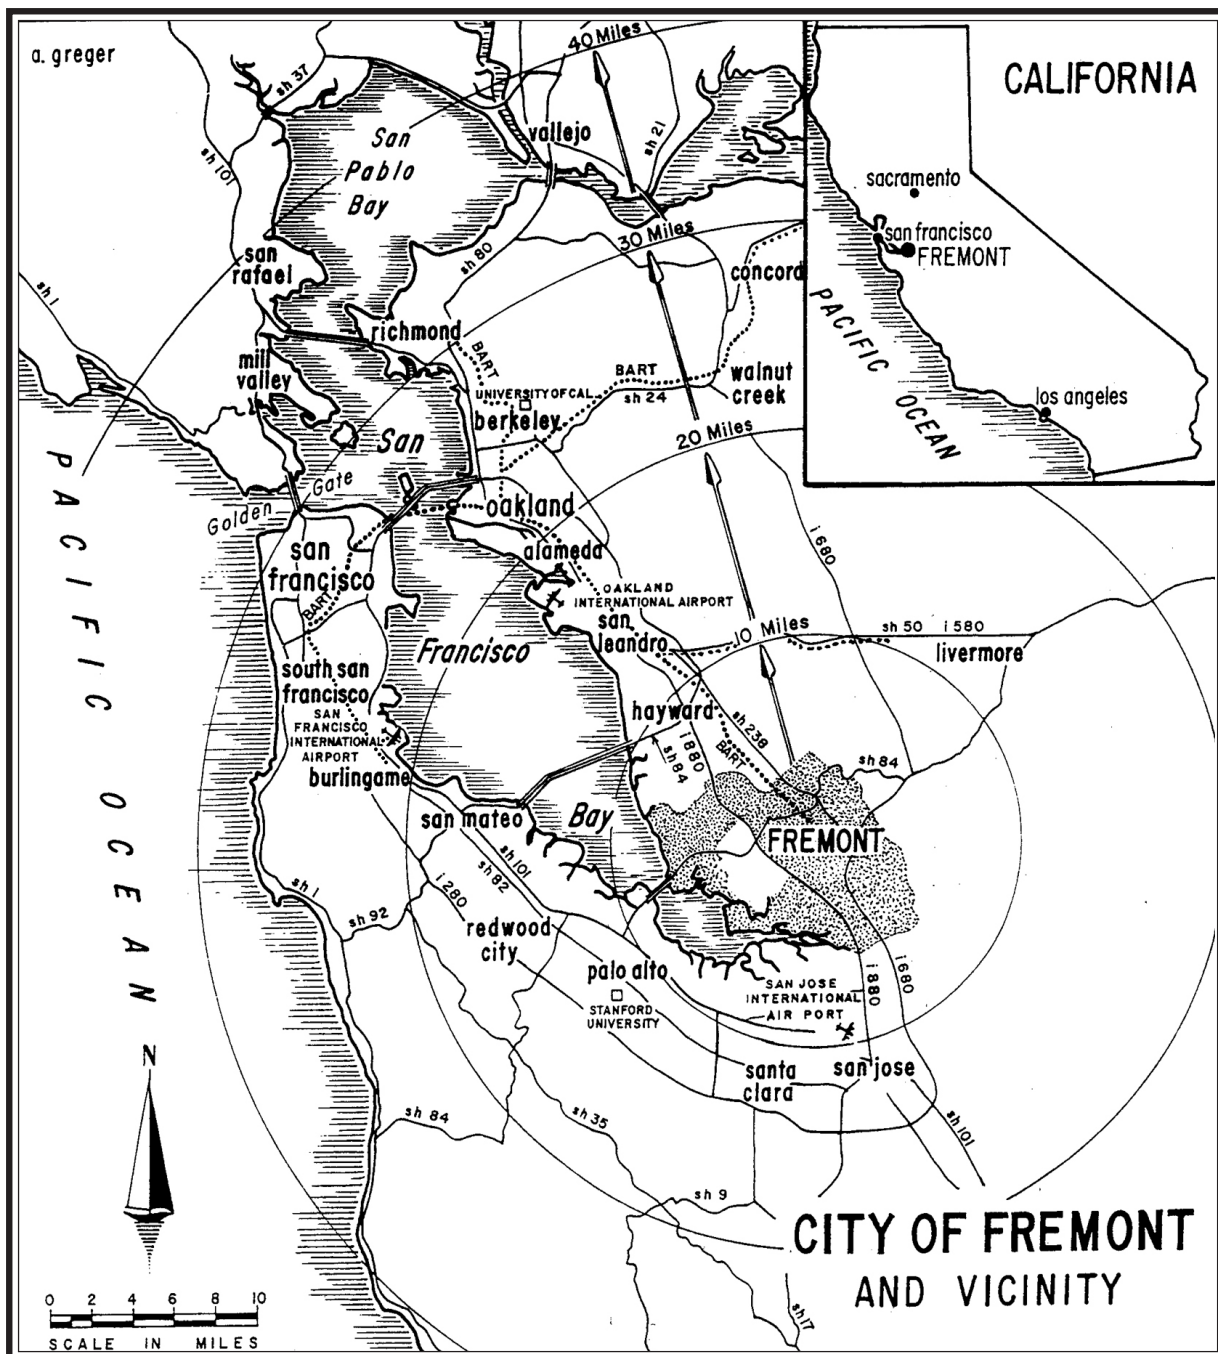 a. greger
40 Miles
CALIFORNIA
sh 37
San
Pablo
Bay
vallejo
sh 21
sh 101
sacramento
san francisco
FREMONT
30 Miles
san
rafael
sh 80
concord
sh 1
richmond
PACIFIC
OCEAN
mill
valley
BART
BART
UNIVERSITY OF CAL.
sh 24
walnut
creek
berkeley
los angeles
San
20 Miles
Golden Gate
oakland
PACIFIC OCEAN
san
francisco
alameda
i 680
BART
OAKLAND
INTERNATIONAL AIRPORT
san
leandro
10 Miles
sh 50 i 580
livermore
Francisco
south san
francisco
SAN
FRANCISCO
INTERNATIONAL
AIRPORT
hayward
sh 238
BART
i 880
sh 84
sh 84
burlingame
san mateo
Bay
FREMONT
sh 101
sh 82
i 280
sh 1
sh 92
redwood
city
palo alto
STANFORD
UNIVERSITY
SAN JOSE
INTERNATIONAL
AIR PORT
i 880
i 680
N
santa
clara
san jose
sh 84
sh 35
sh 101
sh 9
CITY OF FREMONT
AND VICINITY
sh 17
0 2 4 6 8 10
SCALE IN MILES